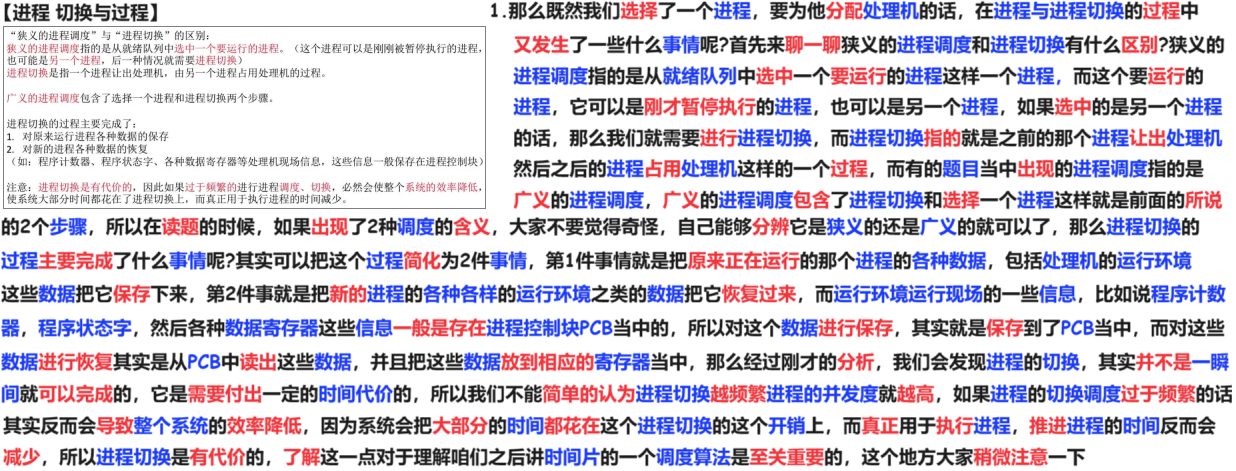 【进程 切换与过程】
“狭义的进程调度”与“进程切换”的区别:
狭义的进程调度指的是从就绪队列中选中一个要运行的进程。（这个进程可以是刚刚被暂停执行的进程,
也可能是另一个进程，后一种情况就需要进程切换）
进程切换是指一个进程让出处理机，由另一个进程占用处理机的过程。
广义的进程调度包含了选择一个进程和进程切换两个步骤。
进程切换的过程主要完成了:
1. 对原来运行进程各种数据的保存
2. 对新的进程各种数据的恢复
（如：程序计数器、程序状态字、各种数据寄存器等处理机现场信息，这些信息一般保存在进程控制块）
注意：进程切换是有代价的，因此如果过于频繁的进行进程调度、切换，必然会使整个系统的效率降低，
使系统大部分时间都花在了进程切换上，而真正用于执行进程的时间减少。
1.那么既然我们选择了一个进程，要为他分配处理机的话，在进程与进程切换的过程中
又发生了一些什么事情呢?首先来聊一聊狭义的进程调度和进程切换有什么区别?狭义的
进程调度指的是从就绪队列中选中一个要运行的进程这样一个进程，而这个要运行的
进程，它可以是刚才暂停执行的进程，也可以是另一个进程，如果选中的是另一个进程
的话，那么我们就需要进行进程切换，而进程切换指的就是之前的那个进程让出处理机
然后之后的进程占用处理机这样的一个过程，而有的题目当中出现的进程调度指的是
广义的进程调度，广义的进程调度包含了进程切换和选择一个进程这样就是前面的所说
的2个步骤，所以在读题的时候，如果出现了2种调度的含义，大家不要觉得奇怪，自己能够分辨它是狭义的还是广义的就可以了，那么进程切换的
过程主要完成了什么事情呢?其实可以把这个过程简化为2件事情，第1件事情就是把原来正在运行的那个进程的各种数据，包括处理机的运行环境
这些数据把它保存下来，第2件事就是把新的进程的各种各样的运行环境之类的数据把它恢复过来，而运行环境运行现场的一些信息，比如说程序计数
器，程序状态字，然后各种数据寄存器这些信息一般是存在进程控制块PCB当中的，所以对这个数据进行保存，其实就是保存到了PCB当中，而对这些
数据进行恢复其实是从PCB中读出这些数据，并且把这些数据放到相应的寄存器当中，那么经过刚才的分析，我们会发现进程的切换，其实并不是一瞬
间就可以完成的，它是需要付出一定的时间代价的，所以我们不能简单的认为进程切换越频繁进程的并发度就越高，如果进程的切换调度过于频繁的话
其实反而会导致整个系统的效率降低，因为系统会把大部分的时间都花在这个进程切换的这个开销上，而真正用于执行进程，推进进程的时间反而会
减少，所以进程切换是有代价的，了解这一点对于理解咱们之后讲时间片的一个调度算法是至关重要的，这个地方大家稍微注意一下